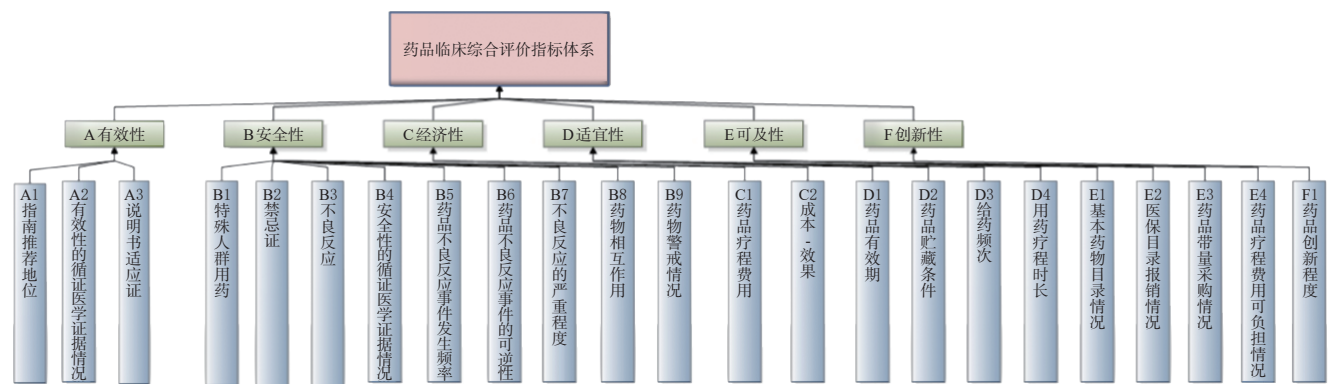 药品临床综合评价指标体系
A有效性
B安全性
C经济性
D适宜性
E可及性
F创新性
A1指南推荐地位
A2有效性的循证医学证据情况
A3说明书适应证
B1特殊人群用药
B2禁忌证
B3不良反应
B4安全性的循证医学证据情况
B5药品不良反应事件发生频率
B6药品不良反应事件的可逆性
B7不良反应的严重程度
B8药物相互作用
B9药物警戒情况
C1药品疗程费用
C2成本-效果
D1药品有效期
D2药品贮藏条件
D3给药频次
D4用药疗程时长
E1基本药物目录情况
E2医保目录报销情况
E3药品带量采购情况
E4药品疗程费用可负担情况
F1药品创新程度